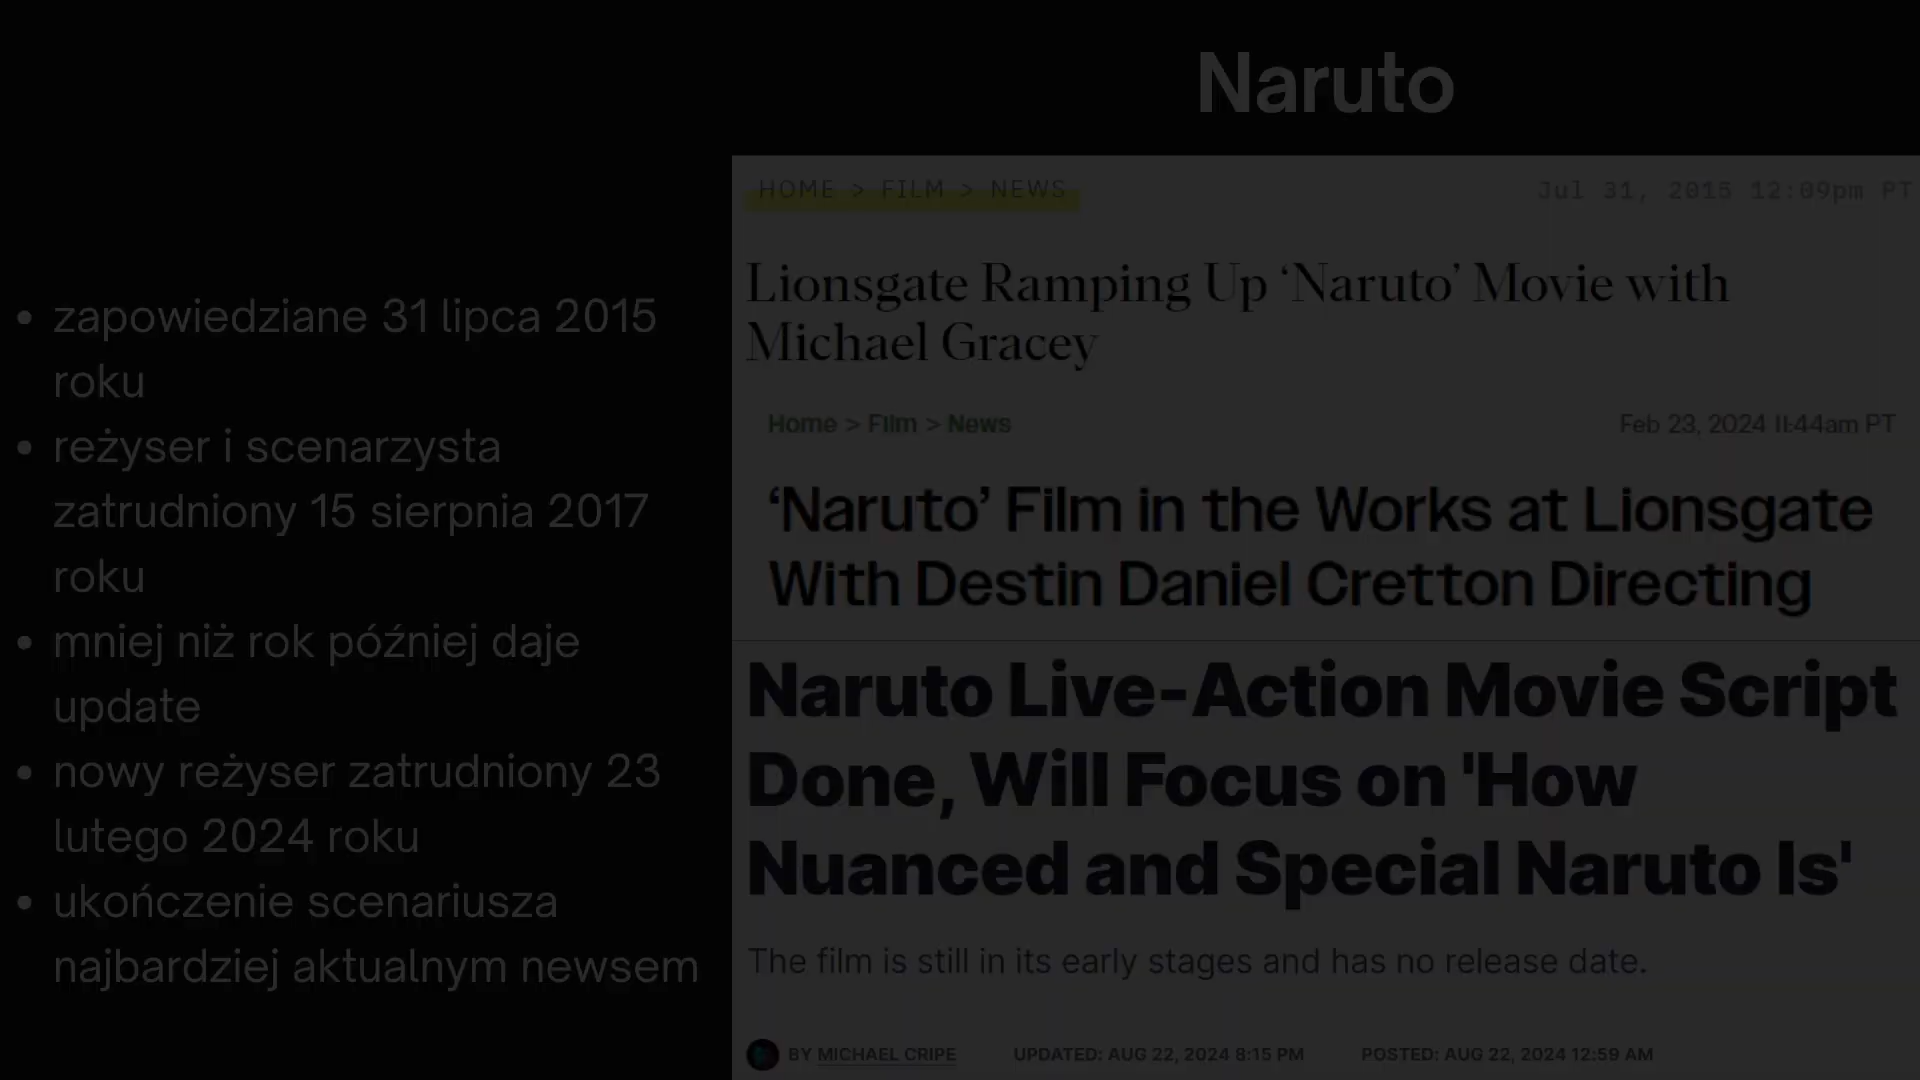 Naruto
• zapowiedziane 31 lipca 2015
roku
• reżyser i scenarzysta
zatrudniony 15 sierpnia 2017
roku
• mniej niż rok później daje
update
• nowy reżyser zatrudniony 23
lutego 2024 roku
• ukończenie scenariusza
najbardziej aktualnym newsem
HOME > FILM > NEWS
Jul 31, 2015 12:09pm PT
Lionsgate Ramping Up ‘Naruto’ Movie with
Michael Gracey
Home > Film > News
Feb 23, 2024 11:44am PT
‘Naruto’ Film in the Works at Lionsgate
With Destin Daniel Cretton Directing
Naruto Live-Action Movie Script
Done, Will Focus on 'How
Nuanced and Special Naruto Is'
The film is still in its early stages and has no release date.
BY MICHAEL CRIPE
UPDATED: AUG 22, 2024 8:15 PM
POSTED: AUG 22, 2024 12:59 AM